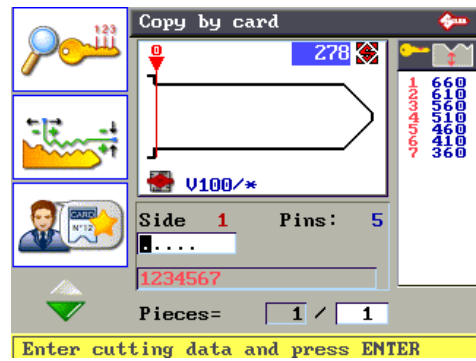 Copy by card
123
0
278
V100/*
1 660
2 610
3 560
4 510
5 460
6 410
7 360
CARD
N°12
Side 1 Pins: 5
.....
1234567
Pieces= 1 / 1
Enter cutting data and press ENTER